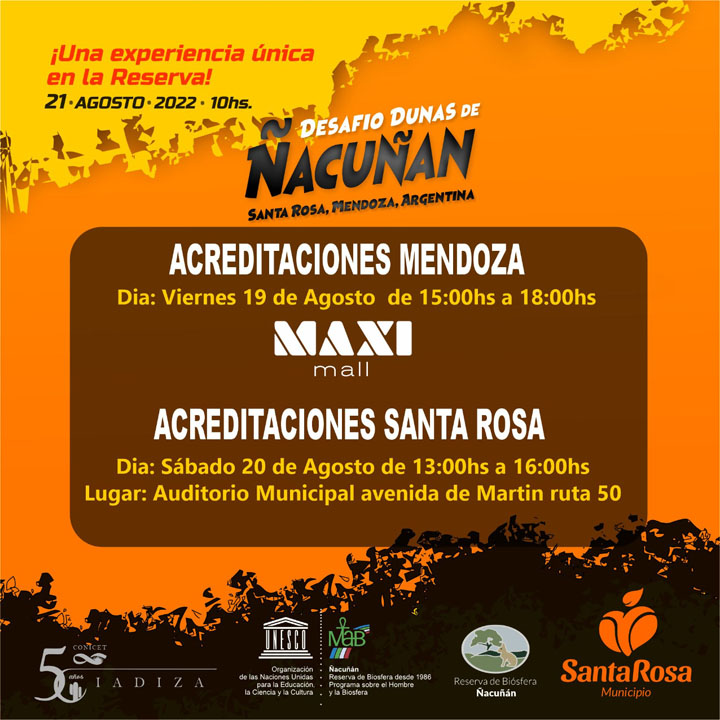 ¡Una experiencia única
en la Reserva!
21 · AGOSTO · 2022 · 10hs.
DESAFIO DUNAS DE
ÑACUÑAN
SANTA ROSA, MENDOZA, ARGENTINA
ACREDITACIONES MENDOZA
Dia: Viernes 19 de Agosto de 15:00hs a 18:00hs
MAXI
mall
ACREDITACIONES SANTA ROSA
Dia: Sábado 20 de Agosto de 13:00hs a 16:00hs
Lugar: Auditorio Municipal avenida de Martin ruta 50
CONICET
50
años
IADIZA
UNESCO
Organización
de las Naciones Unidas
para la Educación,
la Ciencia y la Cultura
MaB
Ñacuñán
Reserva de Biosfera desde 1986
Programa sobre el Hombre
y la Biosfera
Reserva de Biósfera
Ñacuñán
SantaRosa
Municipio